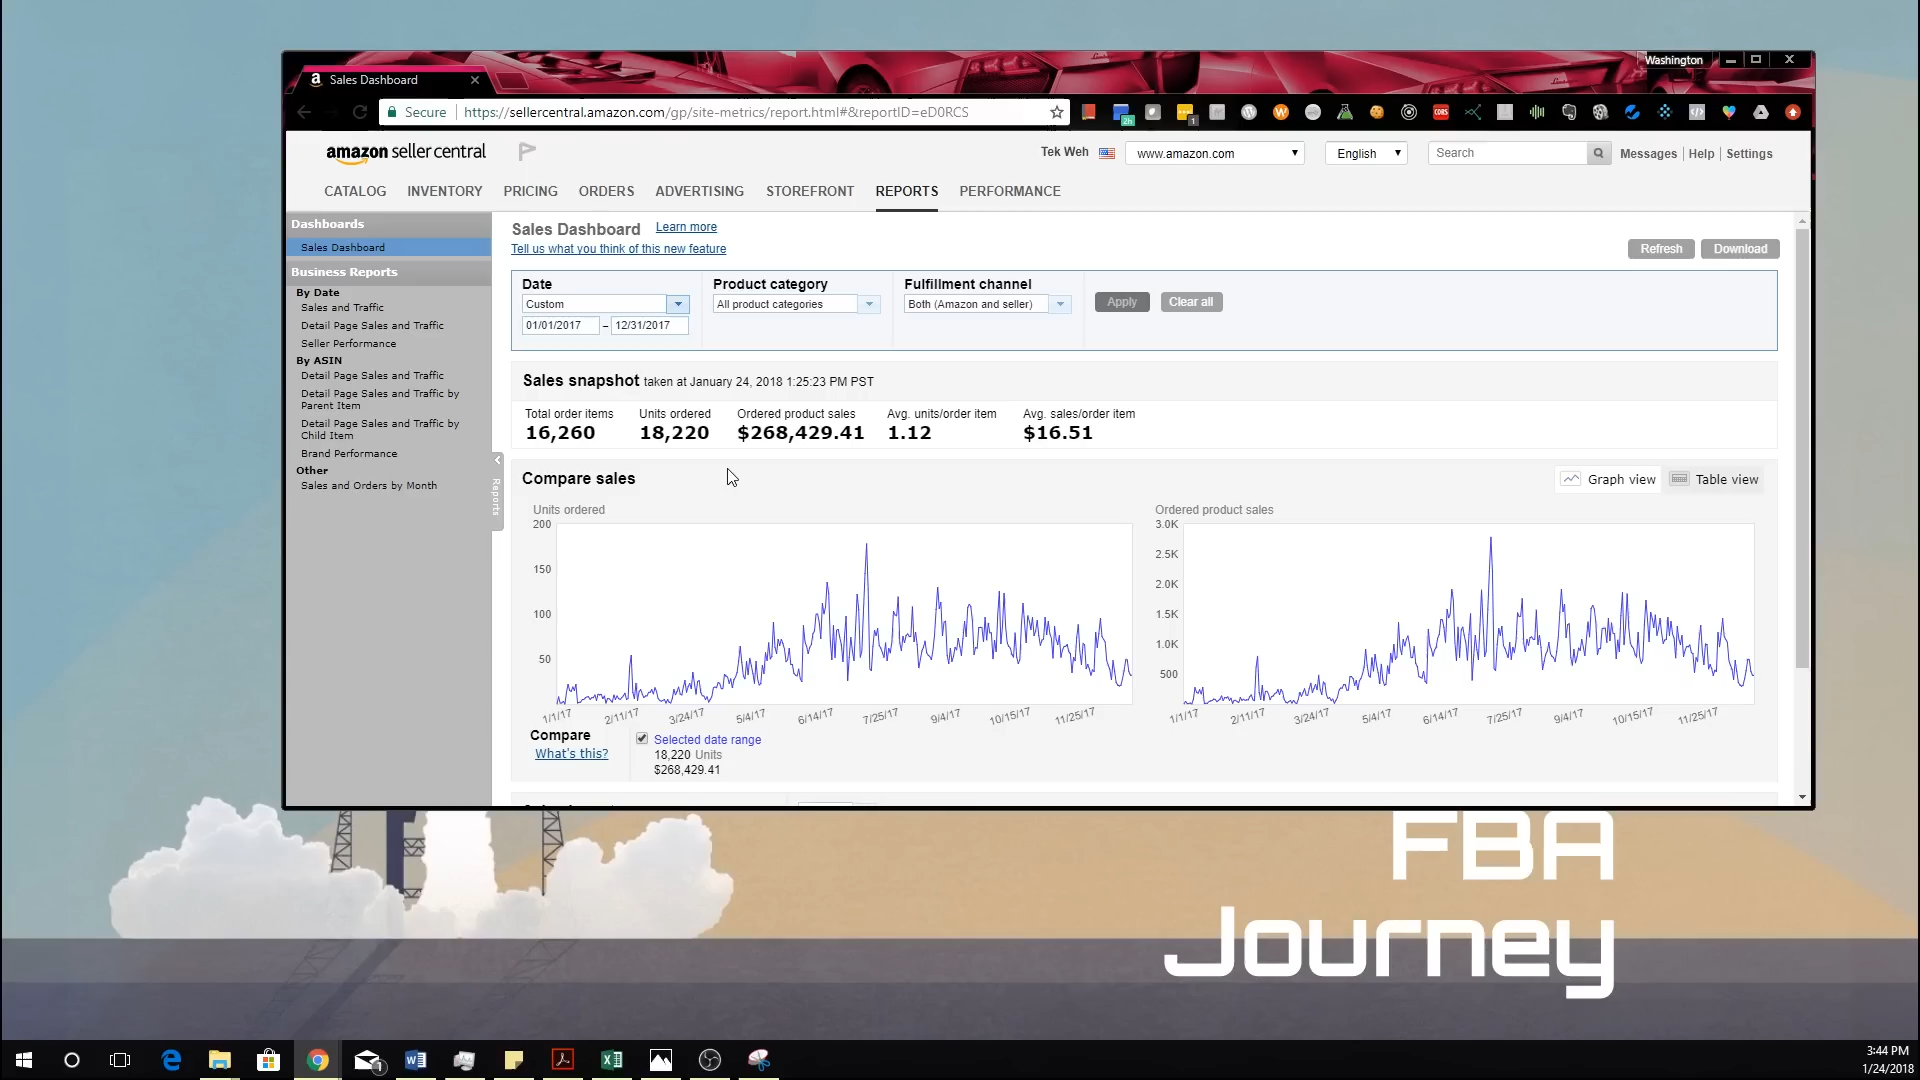 Washington
Sales Dashboard
Secure https://sellercentral.amazon.com/gp/site-metrics/report.html#&reportID=eD0RCS
2h
1
CORS
amazon seller central
Tek Weh
www.amazon.com
English
Search
Messages | Help | Settings
CATALOG INVENTORY PRICING ORDERS ADVERTISING STOREFRONT REPORTS PERFORMANCE
Dashboards
Sales Dashboard
Business Reports
By Date
Sales and Traffic
Detail Page Sales and Traffic
Seller Performance
By ASIN
Detail Page Sales and Traffic
Detail Page Sales and Traffic by
Parent Item
Detail Page Sales and Traffic by
Child Item
Brand Performance
Other
Sales and Orders by Month
Reports
Sales Dashboard Learn more
Tell us what you think of this new feature
Refresh Download
Date Product category Fulfillment channel
Custom All product categories Both (Amazon and seller) Apply Clear all
01/01/2017 – 12/31/2017
Sales snapshot taken at January 24, 2018 1:25:23 PM PST
Total order items Units ordered Ordered product sales Avg. units/order item Avg. sales/order item
16,260 18,220 $268,429.41 1.12 $16.51
Compare sales
Graph view Table view
Units ordered
200
150
100
50
1/1/17 2/11/17 3/24/17 5/4/17 6/14/17 7/25/17 9/4/17 10/15/17 11/25/17
Ordered product sales
3.0K
2.5K
2.0K
1.5K
1.0K
500
1/1/17 2/11/17 3/24/17 5/4/17 6/14/17 7/25/17 9/4/17 10/15/17 11/25/17
Compare
What's this?
Selected date range
18,220 Units
$268,429.41
FBA
Journey
1
3:44 PM
1/24/2018